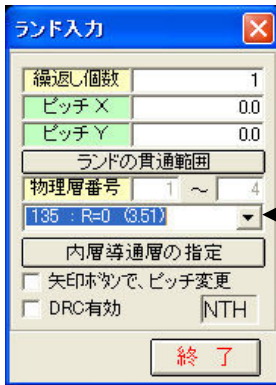 ランド入力
繰返し個数 1
ピッチ X 0.0
ピッチ Y 0.0
ランドの貫通範囲
物理層番号 1 ～ 4
135 : R=0 (3.51)
内層導通層の指定
矢印ボタンで、ピッチ変更
DRC有効 NTH
終 了